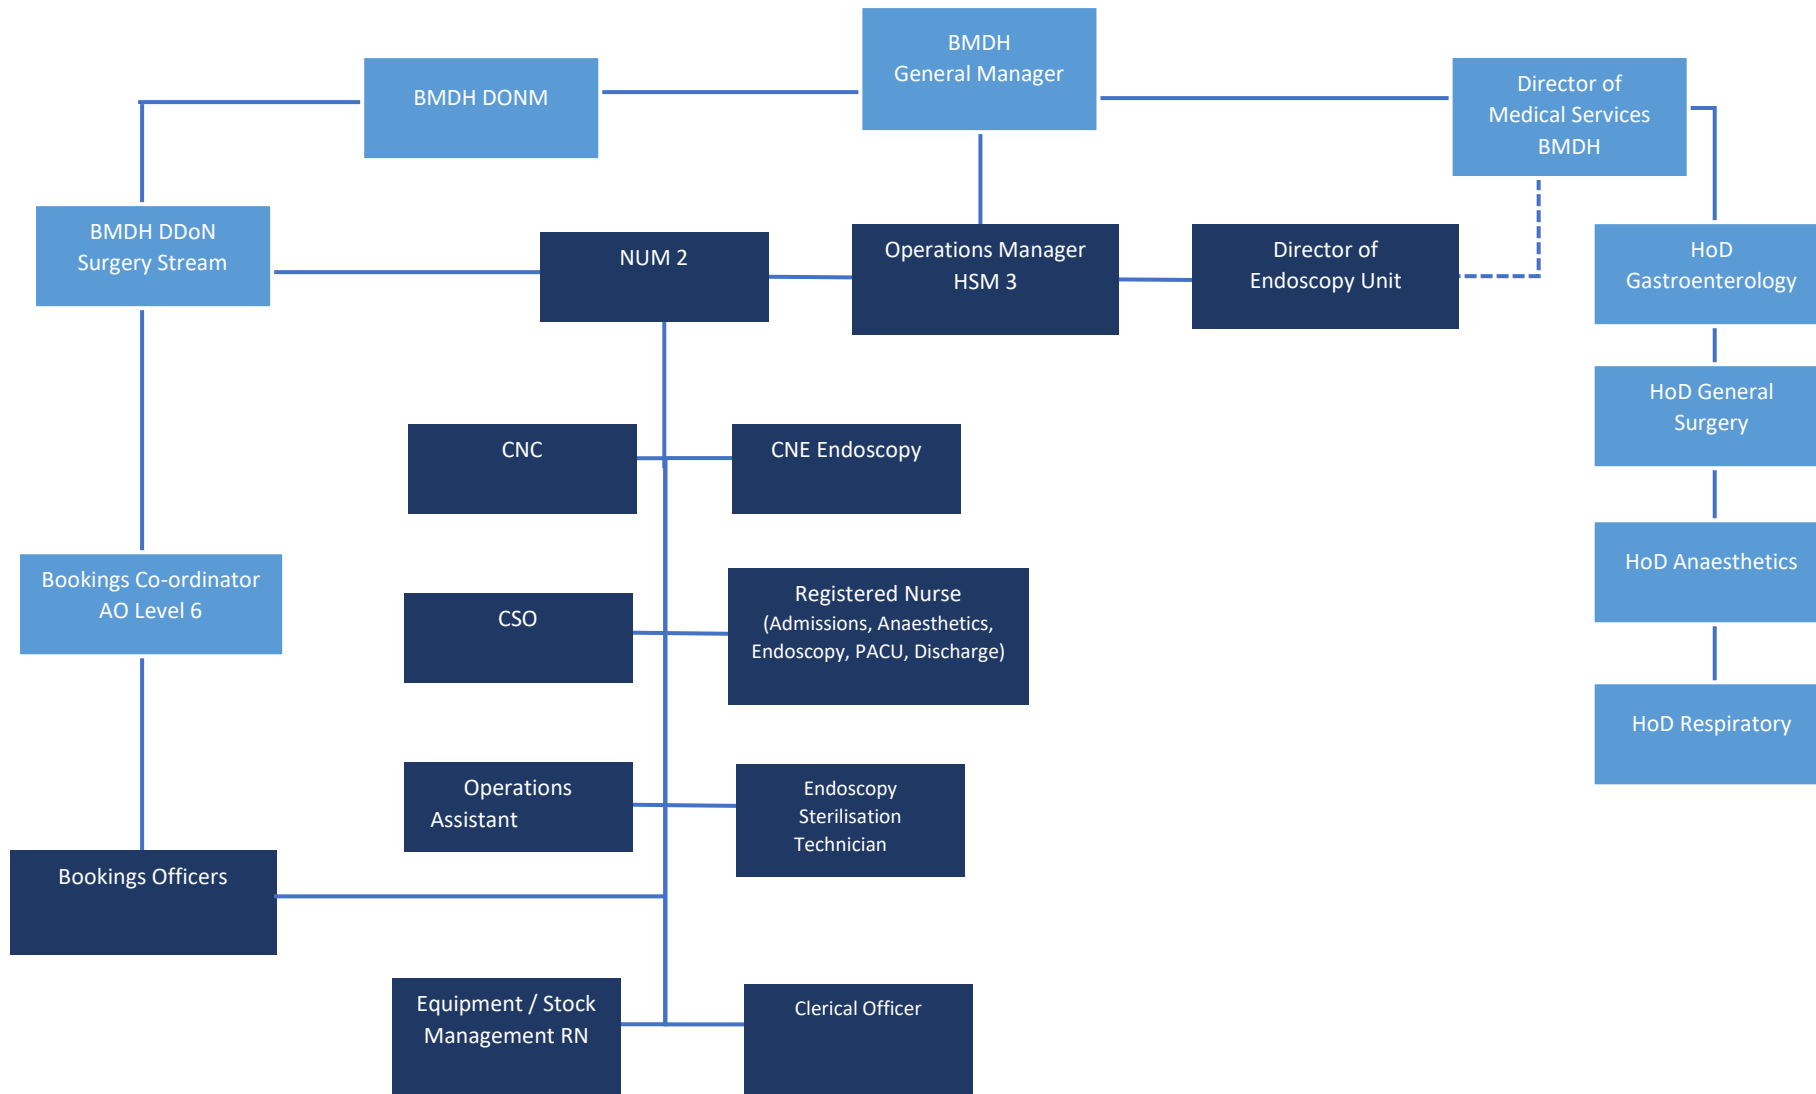 BMDH
General Manager
BMDH DONM
Director of
Medical Services
BMDH
BMDH DDoN
Surgery Stream
NUM 2
Operations Manager
HSM 3
Director of
Endoscopy Unit
HoD
Gastroenterology
HoD General
Surgery
CNC
CNE Endoscopy
HoD Anaesthetics
Bookings Co-ordinator
AO Level 6
CSO
Registered Nurse
(Admissions, Anaesthetics,
Endoscopy, PACU, Discharge)
HoD Respiratory
Operations
Assistant
Endoscopy
Sterilisation
Technician
Bookings Officers
Equipment / Stock
Management RN
Clerical Officer